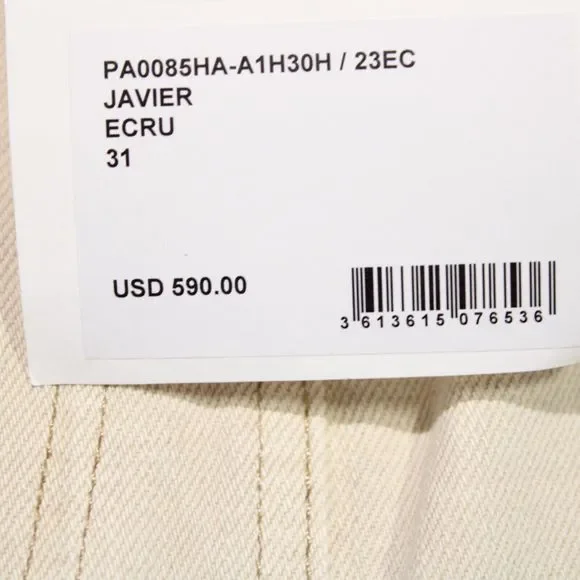 PA0085HA-A1H30H / 23EC
JAVIER
ECRU
31
USD 590.00
3 613615 076536